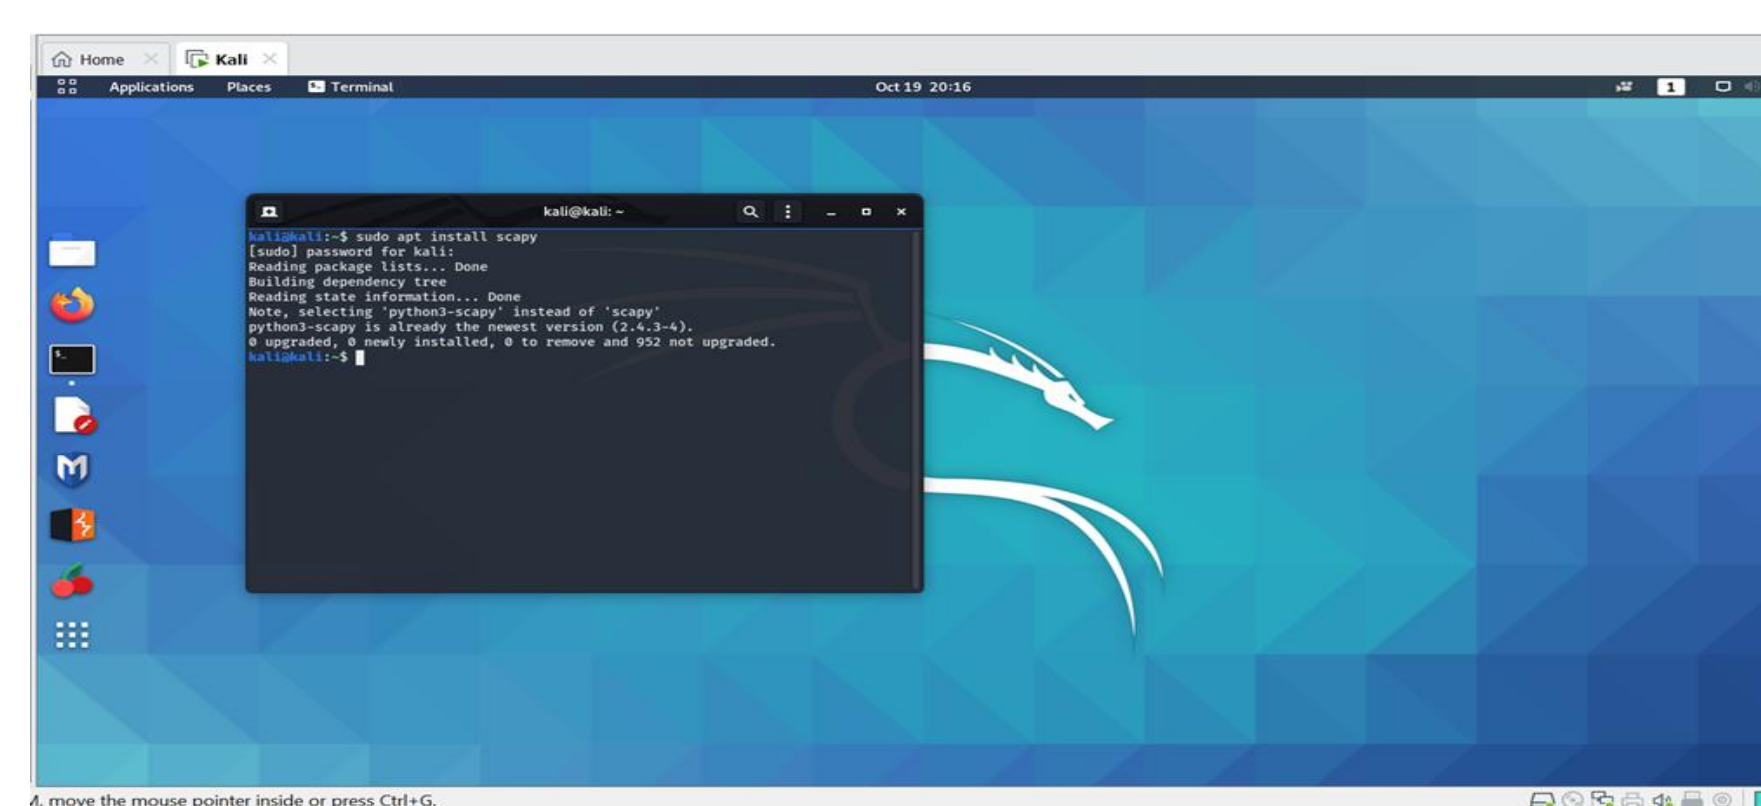 Home
Kali
Applications Places Terminal Oct 19 20:16 1
kali@kali: ~
kali@kali:~$ sudo apt install scapy
[sudo] password for kali:
Reading package lists... Done
Building dependency tree
Reading state information... Done
Note, selecting 'python3-scapy' instead of 'scapy'
python3-scapy is already the newest version (2.4.3-4).
0 upgraded, 0 newly installed, 0 to remove and 952 not upgraded.
kali@kali:~$
move the mouse pointer inside or press Ctrl+G.